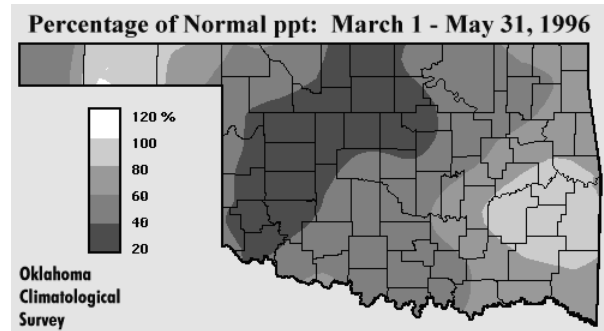 Percentage of Normal ppt: March 1 - May 31, 1996
120 %
100
80
60
40
20
Oklahoma
Climatological
Survey